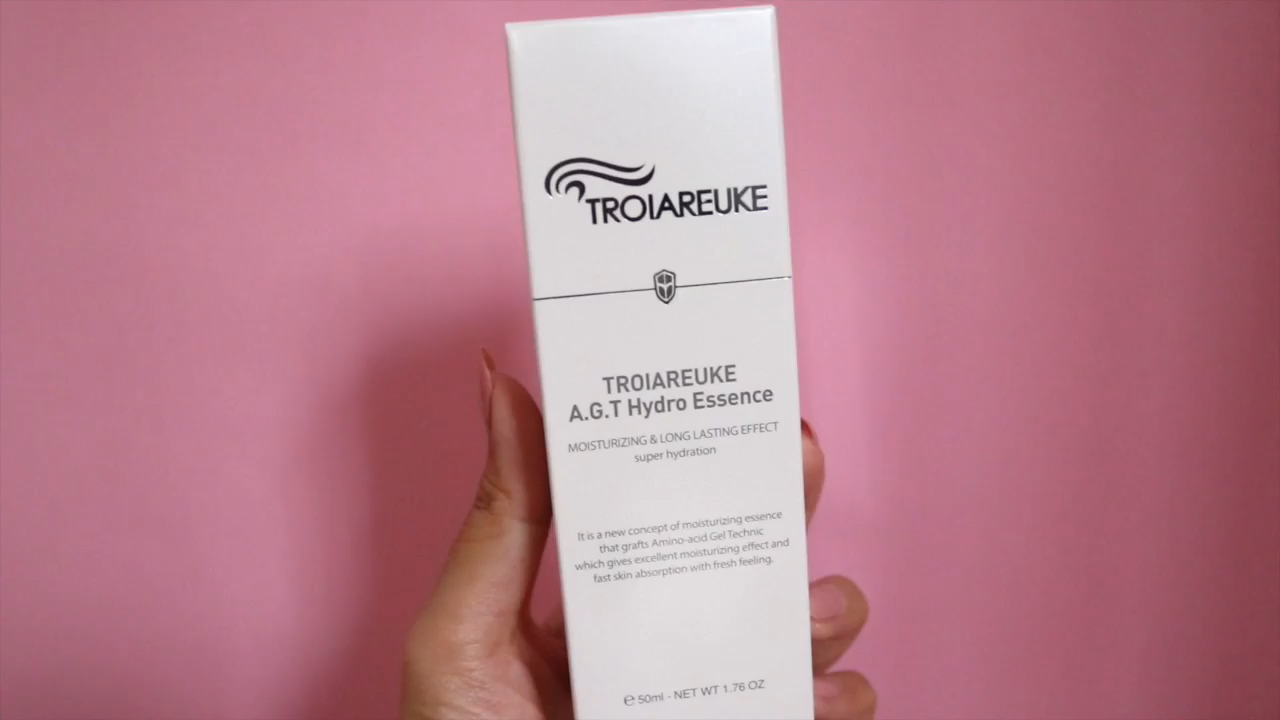 TROIAREUKE
TROIAREUKE
A.G.T Hydro Essence
MOISTURIZING & LONG LASTING EFFECT
super hydration
It is a new concept of moisturizing essence
that grafts Amino-acid Gel Technic
which gives excellent moisturizing effect and
fast skin absorption with fresh feeling.
℮ 50ml - NET WT 1.76 OZ